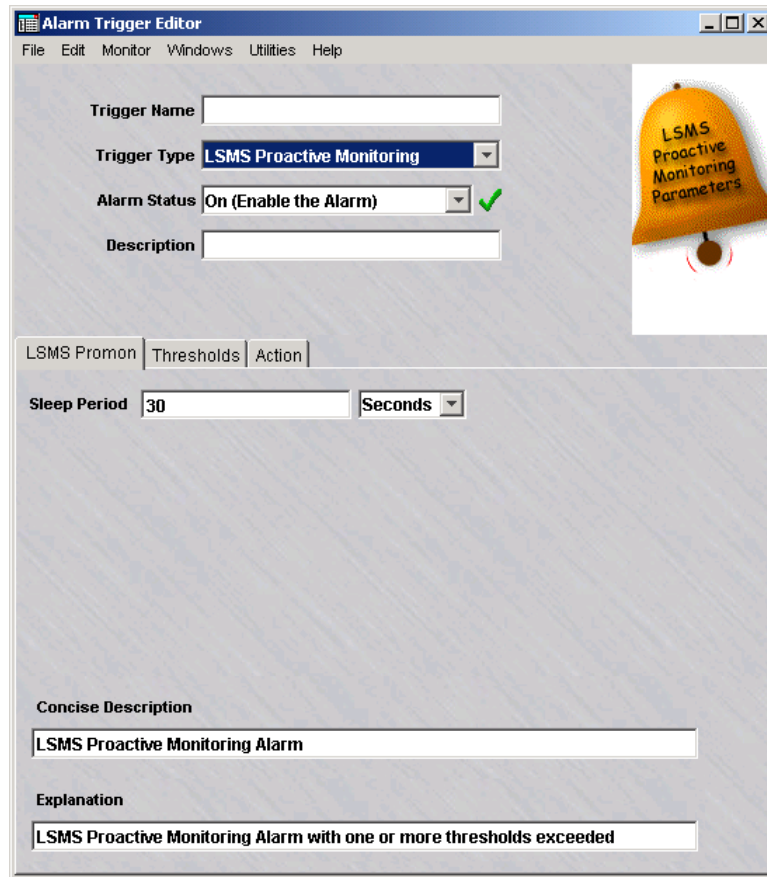 Alarm Trigger Editor
File Edit Monitor Windows Utilities Help
Trigger Name
Trigger Type LSMS Proactive Monitoring
Alarm Status On (Enable the Alarm)
Description
LSMS
Proactive
Monitoring
Parameters
LSMS Promon Thresholds Action
Sleep Period 30 Seconds
Concise Description
LSMS Proactive Monitoring Alarm
Explanation
LSMS Proactive Monitoring Alarm with one or more thresholds exceeded